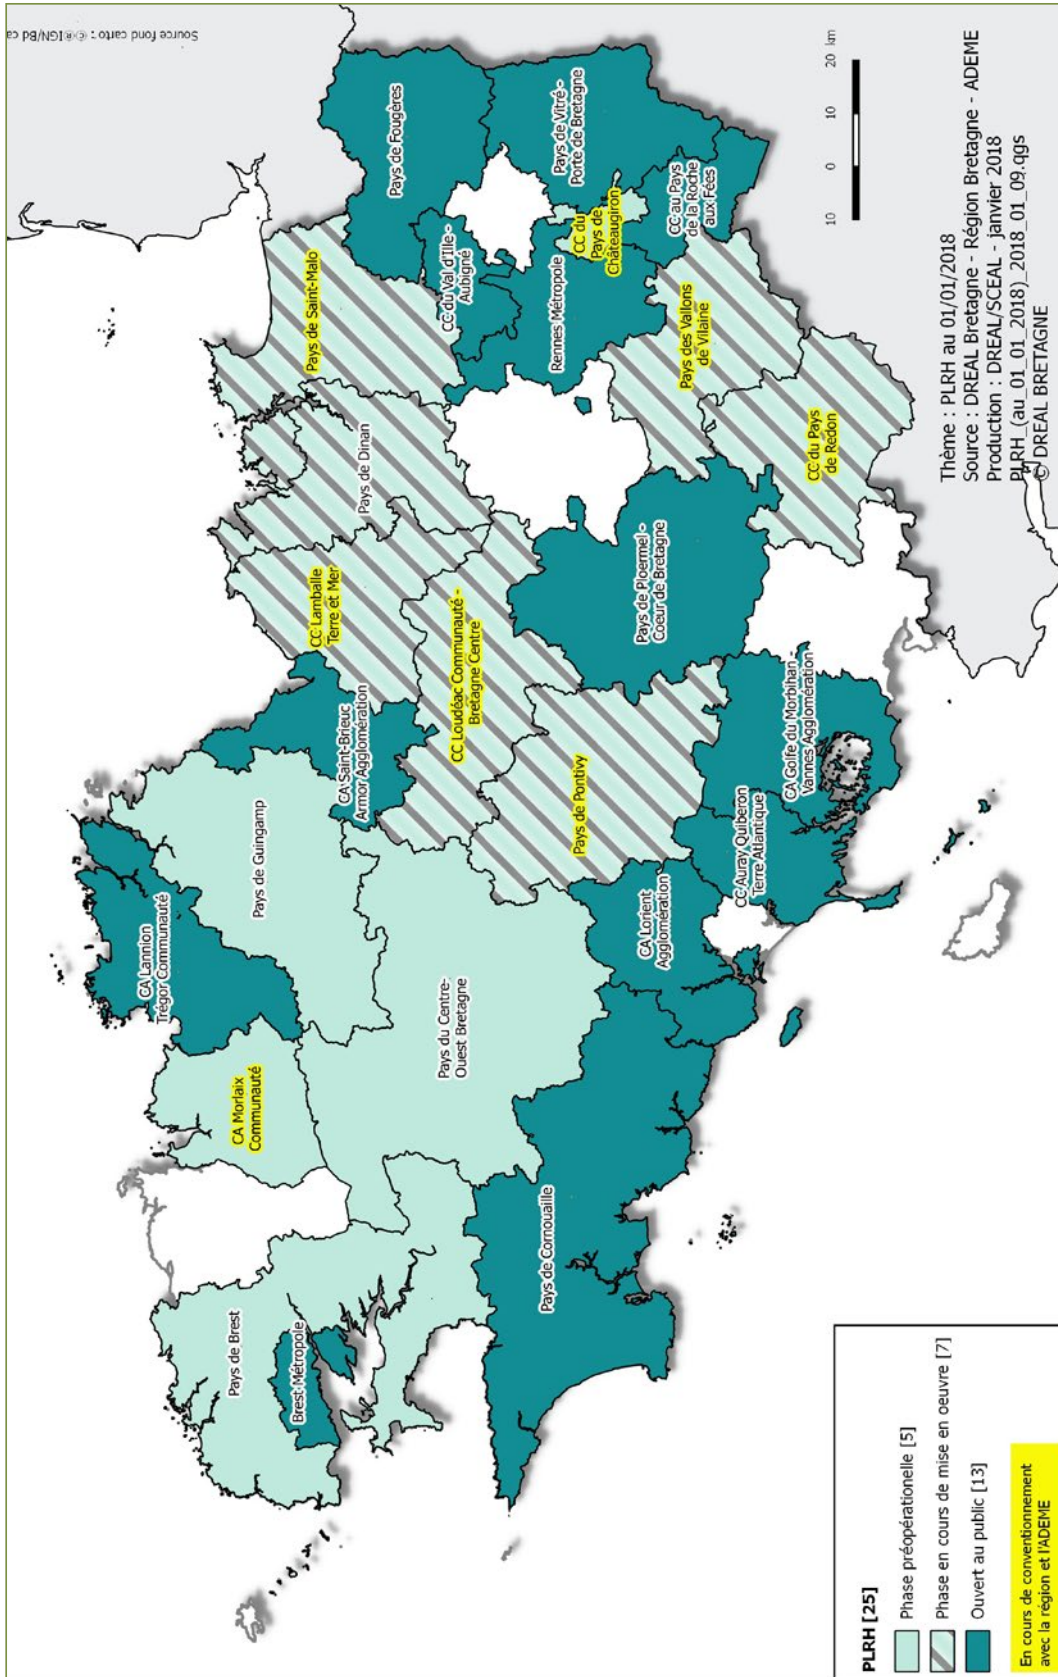 Pays de Brest
Brest Métropole
CA Morlaix
Communauté
CA Lannion
Trégor Communauté
Pays de Guingamp
Pays du Centre-
Ouest Bretagne
Pays de Cornouaille
CA Saint-Brieuc
Armor Agglomération
CC Lamballe
Terre et Mer
CC Loudéac Communauté -
Bretagne Centre
Pays de Pontivy
CA Lorient
Agglomération
CC Auray Quiberon
Terre Atlantique
CA Golfe du Morbihan -
Vannes Agglomération
Pays de Ploermel -
Coeur de Bretagne
Pays de Dinan
Pays de Saint-Malo
Pays de Fougères
CC du Val d'Ille -
Aubigné
Rennes Métropole
CC du
Pays de
Châteaugiron
Pays de Vitré -
Porte de Bretagne
CC au Pays
de la Roche
aux Fées
Pays des Vallons
de Vilaine
CC du Pays
de Redon
Source fond carto : ©®IGN/Bd ca
10 0 10 20 km
PLRH [25]
Phase préopérationelle [5]
Phase en cours de mise en oeuvre [7]
Ouvert au public [13]
En cours de conventionnement
avec la région et l'ADEME
Thème : PLRH au 01/01/2018
Source : DREAL Bretagne - Région Bretagne - ADEME
Production : DREAL/SCEAL - janvier 2018
PLRH_(au_01_01_2018)_2018_01_09.qgs
© DREAL BRETAGNE